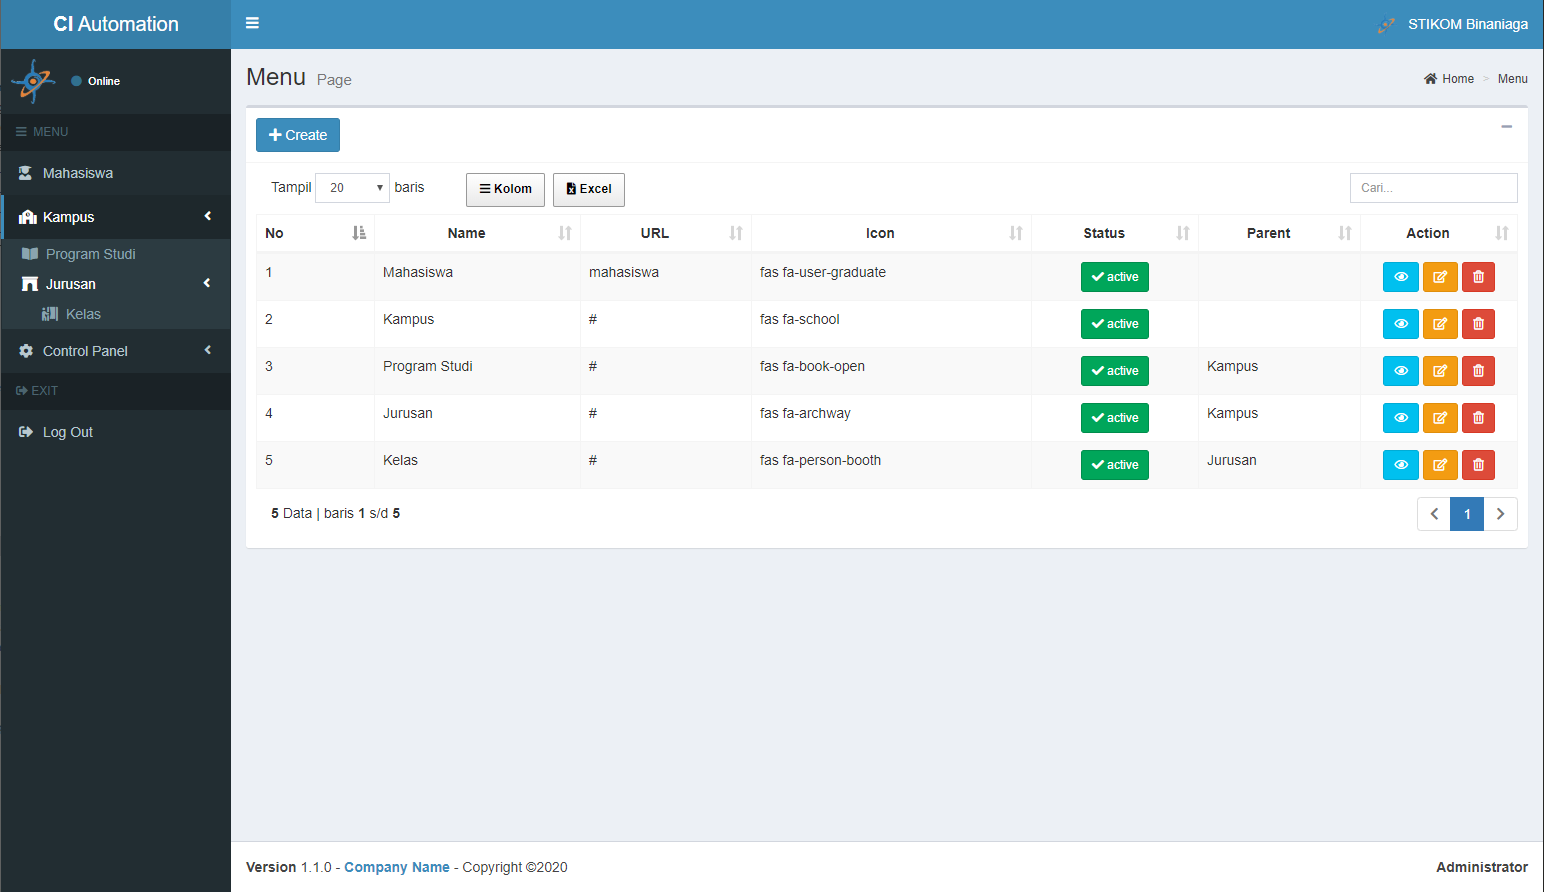 CI Automation
STIKOM Binaniaga
Online
MENU
Mahasiswa
Kampus
Program Studi
Jurusan
Kelas
Control Panel
EXIT
Log Out
Menu Page
Home > Menu
Create
Tampil 20 baris Kolom Excel Cari...
No Name URL Icon Status Parent Action
1 Mahasiswa mahasiswa fas fa-user-graduate active
2 Kampus # fas fa-school active
3 Program Studi # fas fa-book-open active Kampus
4 Jurusan # fas fa-archway active Kampus
5 Kelas # fas fa-person-booth active Jurusan
5 Data | baris 1 s/d 5
1
Version 1.1.0 - Company Name - Copyright ©2020
Administrator